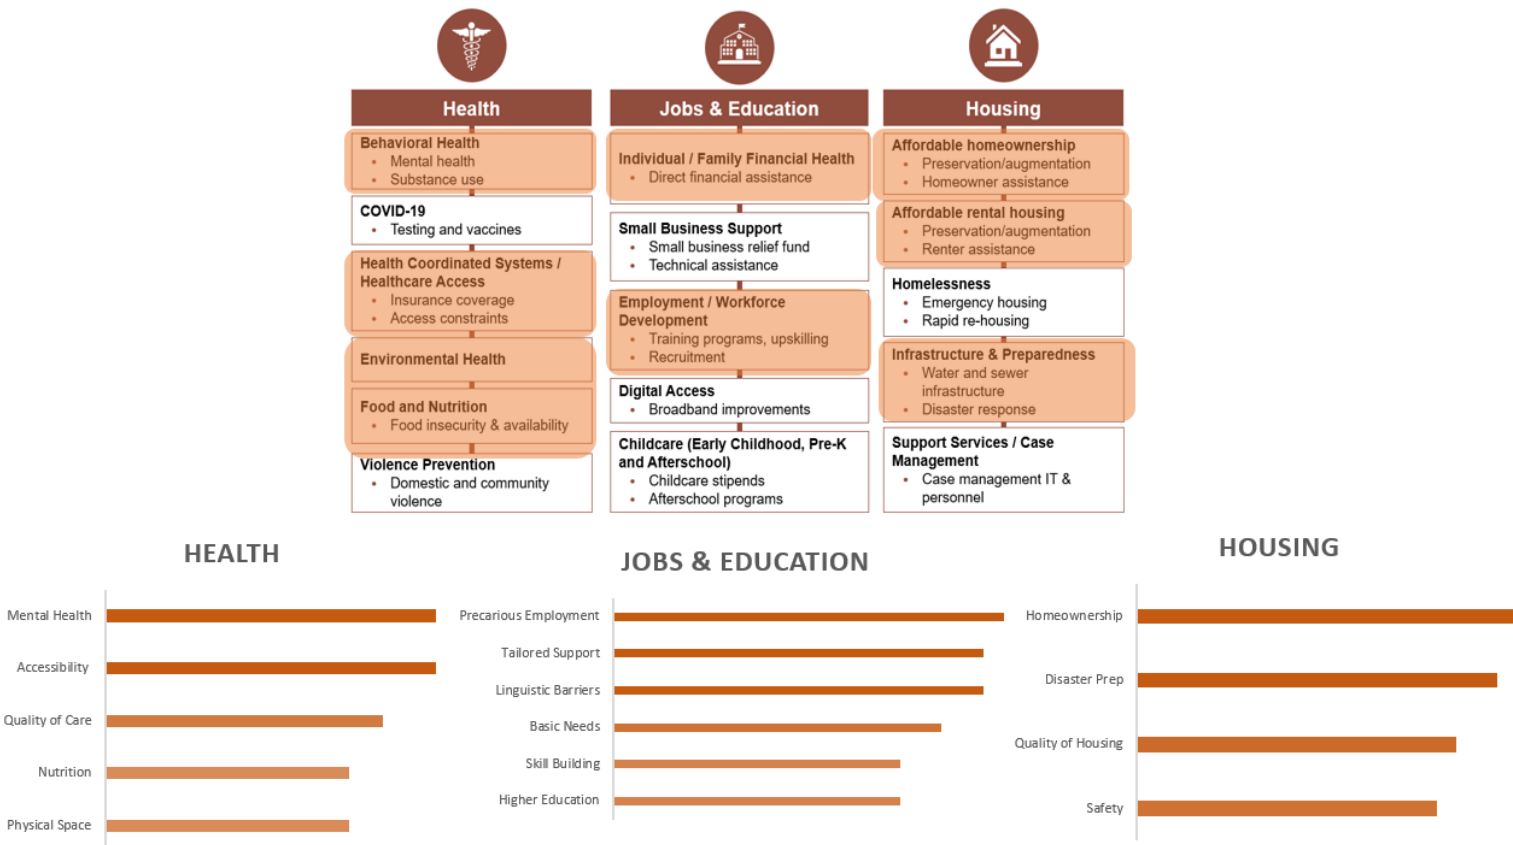 Health
Behavioral Health
• Mental health
• Substance use
COVID-19
• Testing and vaccines
Health Coordinated Systems /
Healthcare Access
• Insurance coverage
• Access constraints
Environmental Health
Food and Nutrition
• Food insecurity & availability
Violence Prevention
• Domestic and community
violence
Jobs & Education
Individual / Family Financial Health
• Direct financial assistance
Small Business Support
• Small business relief fund
• Technical assistance
Employment / Workforce
Development
• Training programs, upskilling
• Recruitment
Digital Access
• Broadband improvements
Childcare (Early Childhood, Pre-K
and Afterschool)
• Childcare stipends
• Afterschool programs
Housing
Affordable homeownership
• Preservation/augmentation
• Homeowner assistance
Affordable rental housing
• Preservation/augmentation
• Renter assistance
Homelessness
• Emergency housing
• Rapid re-housing
Infrastructure & Preparedness
• Water and sewer
infrastructure
• Disaster response
Support Services / Case
Management
• Case management IT &
personnel
HEALTH
Mental Health
Accessibility
Quality of Care
Nutrition
Physical Space
JOBS & EDUCATION
Precarious Employment
Tailored Support
Linguistic Barriers
Basic Needs
Skill Building
Higher Education
HOUSING
Homeownership
Disaster Prep
Quality of Housing
Safety